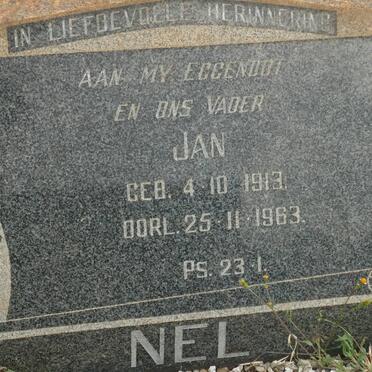 IN LIEFDEVOLLE HERINNERING
AAN MY EGGENOOT
EN ONS VADER
JAN
GEB. 4-10-1913.
OORL. 25-11-1963.
PS. 23-1.
NEL